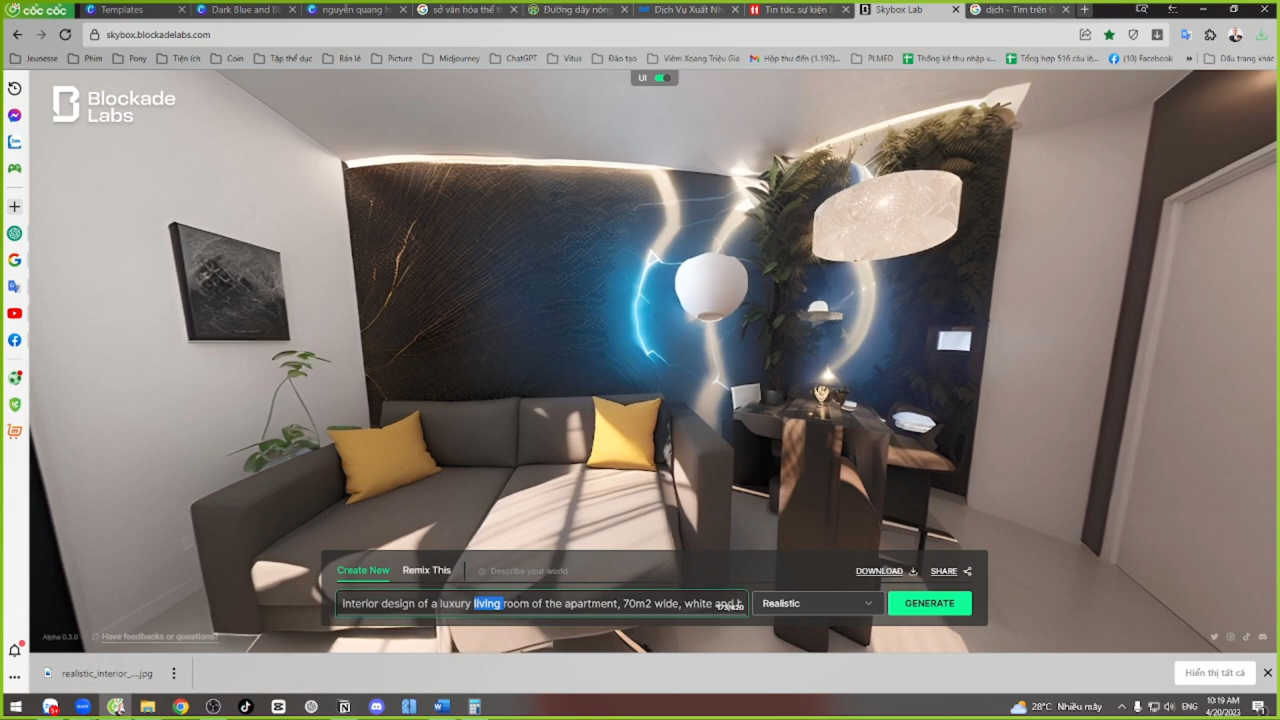 cốc cốc
Templates
Dark Blue and Bl
nguyễn quang h
sở văn hóa thể t
Đường dây nóng
Dịch Vụ Xuất Nh
Tin tức, sự kiện l
Skybox Lab
dịch - Tìm trên G
skybox.blockadelabs.com
Jeunesse
Phim
Pony
Tiện ích
Coin
Tập thể dục
Bán lẻ
Picture
Midjourney
ChatGPT
Vitus
Đào tạo
Viêm Xoang Triệu Gia
Hộp thư đến (1.192)...
PLMED
Thống kê thu nhập v...
Tổng hợp 516 câu lệ...
(10) Facebook
»
Dấu trang khác
UI
Blockade
Labs
Create New
Remix This
Describe your world
DOWNLOAD
SHARE
Interior design of a luxury living room of the apartment, 70m2 wide, white and
Realistic
GENERATE
Alpha 0.3.0
Have feedbacks or questions?
realistic_interior_....jpg
Hiển thị tất cả
28°C Nhiều mây
ENG
10:19 AM
4/20/2023